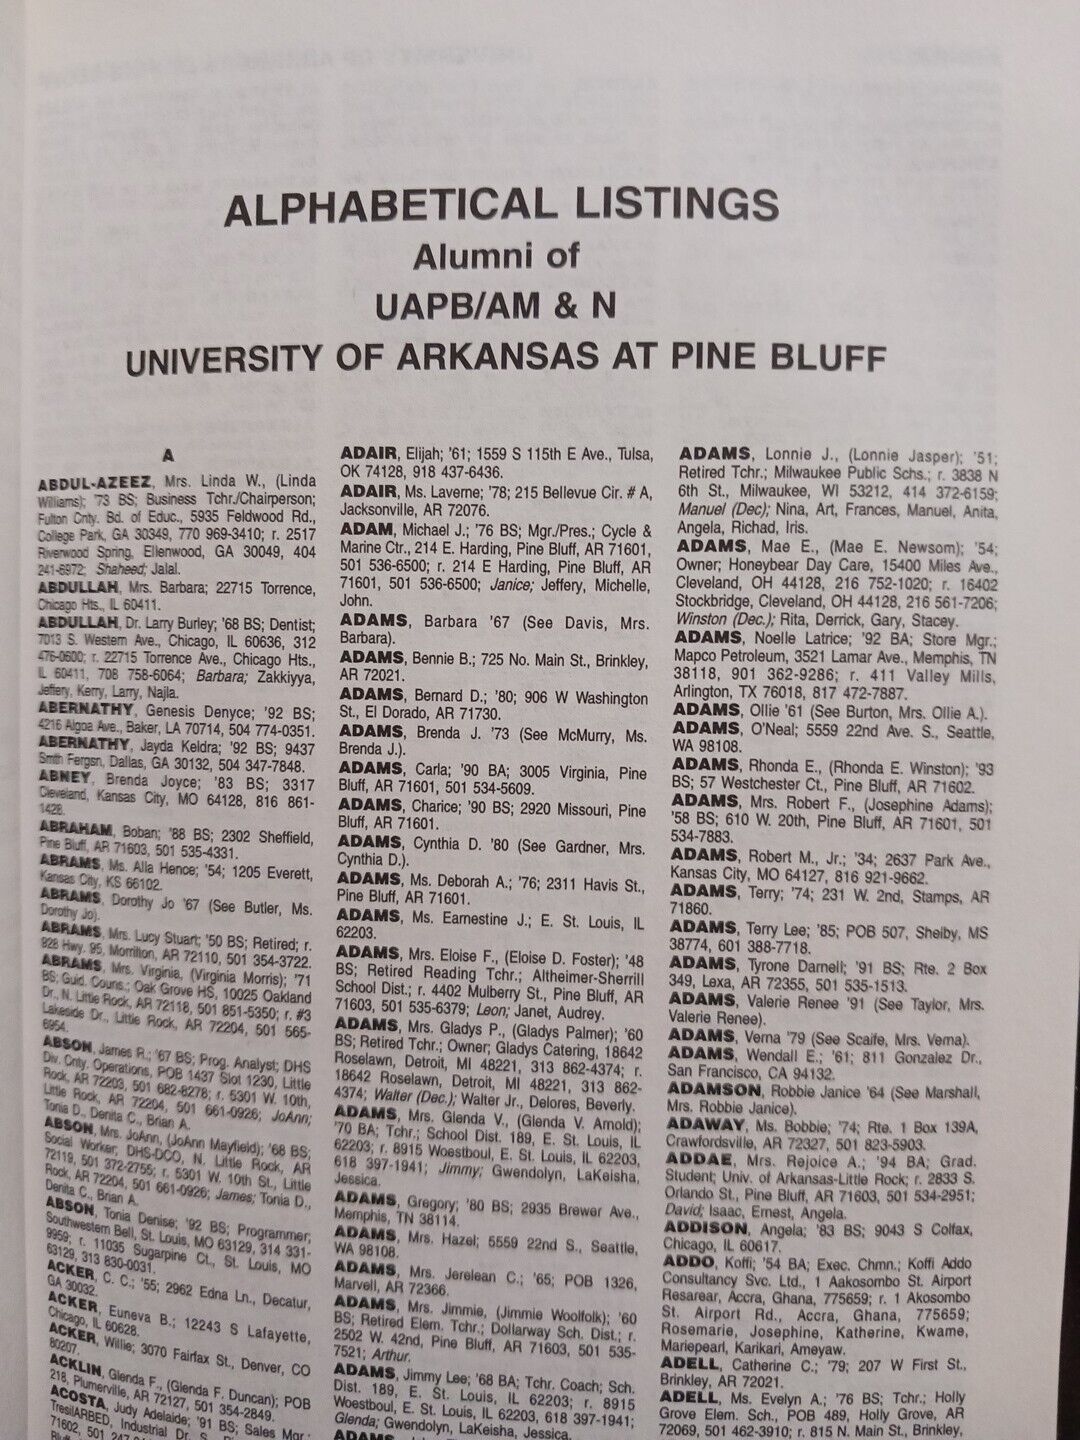 ALPHABETICAL LISTINGS
Alumni of
UAPB/AM & N
UNIVERSITY OF ARKANSAS AT PINE BLUFF
A
ABDUL-AZEEZ, Mrs. Linda W., (Linda
Williams); '73 BS; Business Tchr./Chairperson;
Fulton Cnty. Bd. of Educ., 5935 Feldwood Rd.,
College Park, GA 30349, 770 969-3410; r. 2517
Riverwood Spring, Ellenwood, GA 30049, 404
241-6972; Shaheed; Jalal.
ABDULLAH, Mrs. Barbara; 22715 Torrence,
Chicago Hts., IL 60411.
ABDULLAH, Dr. Larry Burley; '68 BS; Dentist;
7013 S. Western Ave., Chicago, IL 60636, 312
476-0600; r. 22715 Torrence Ave., Chicago Hts.,
IL 60411, 708 758-6064; Barbara; Zakkiyya,
Jeffery, Kerry, Larry, Najla.
ABERNATHY, Genesis Denyce; '92 BS;
4216 Algoa Ave., Baker, LA 70714, 504 774-0351.
ABERNATHY, Jayda Keldra; '92 BS; 9437
Smith Fergsn, Dallas, GA 30132, 504 347-7848.
ABNEY, Brenda Joyce; '83 BS; 3317
Cleveland, Kansas City, MO 64128, 816 861-
1428.
ABRAHAM, Boban; '88 BS; 2302 Sheffield,
Pine Bluff, AR 71603, 501 535-4331.
ABRAMS, Ms. Alla Hence; '54; 1205 Everett,
Kansas City, KS 66102.
ABRAMS, Dorothy Jo '67 (See Butler, Ms.
Dorothy Jo).
ABRAMS, Mrs. Lucy Stuart; '50 BS; Retired; r.
828 Hwy. 95, Morrilton, AR 72110, 501 354-3722.
ABRAMS, Mrs. Virginia, (Virginia Morris); '71
BS; Guid. Couns.; Oak Grove HS, 10025 Oakland
Dr., N. Little Rock, AR 72118, 501 851-5350; r. #3
Lakeside Dr., Little Rock, AR 72204, 501 565-
6954.
ABSON, James R.; '67 BS; Prog. Analyst; DHS
Div. Cnty. Operations, POB 1437 Slot 1230, Little
Rock, AR 72203, 501 682-8278; r. 5301 W. 10th,
Little Rock, AR 72204, 501 661-0926; JoAnn;
Tonia D., Denita C., Brian A.
ABSON, Mrs. JoAnn, (JoAnn Mayfield); '68 BS;
Social Worker; DHS-DCO, N. Little Rock, AR
72119, 501 372-2755; r. 5301 W. 10th St., Little
Rock, AR 72204, 501 661-0926; James; Tonia D.,
Denita C., Brian A.
ABSON, Tonia Denise; '92 BS; Programmer;
Southwestern Bell, St. Louis, MO 63129, 314 331-
9959; r. 11035 Sugarpine Ct., St. Louis, MO
63129, 313 830-0031.
ACKER, C. C.; '55; 2962 Edna Ln., Decatur,
GA 30032.
ACKER, Euneva B.; 12243 S Lafayette,
Chicago, IL 60628.
ACKER, Willie; 3070 Fairfax St., Denver, CO
80207.
ACKLIN, Glenda F., (Glenda F. Duncan); POB
218, Plumerville, AR 72127, 501 354-2849.
ACOSTA, Judy Adelaide; '91 BS; Sales Mgr.;
TresilARBED, Industrial Dr. S.,
71602, 501
ADAIR, Elijah; '61; 1559 S 115th E Ave., Tulsa,
OK 74128, 918 437-6436.
ADAIR, Ms. Laverne; '78; 215 Bellevue Cir. # A,
Jacksonville, AR 72076.
ADAM, Michael J.; '76 BS; Mgr./Pres.; Cycle &
Marine Ctr., 214 E. Harding, Pine Bluff, AR 71601,
501 536-6500; r. 214 E Harding, Pine Bluff, AR
71601, 501 536-6500; Janice; Jeffery, Michelle,
John.
ADAMS, Barbara '67 (See Davis, Mrs.
Barbara).
ADAMS, Bennie B.; 725 No. Main St., Brinkley,
AR 72021.
ADAMS, Bernard D.; '80; 906 W Washington
St., El Dorado, AR 71730.
ADAMS, Brenda J. '73 (See McMurry, Ms.
Brenda J.).
ADAMS, Carla; '90 BA; 3005 Virginia, Pine
Bluff, AR 71601, 501 534-5609.
ADAMS, Charice; '90 BS; 2920 Missouri, Pine
Bluff, AR 71601.
ADAMS, Cynthia D. '80 (See Gardner, Mrs.
Cynthia D.).
ADAMS, Ms. Deborah A.; '76; 2311 Havis St.,
Pine Bluff, AR 71601.
ADAMS, Ms. Earnestine J.; E. St. Louis, IL
62203.
ADAMS, Mrs. Eloise F., (Eloise D. Foster); '48
BS; Retired Reading Tchr.; Altheimer-Sherrill
School Dist.; r. 4402 Mulberry St., Pine Bluff, AR
71603, 501 535-6379; Leon; Janet, Audrey.
ADAMS, Mrs. Gladys P., (Gladys Palmer); '60
BS; Retired Tchr.; Owner; Gladys Catering, 18642
Roselawn, Detroit, MI 48221, 313 862-4374; r.
18642 Roselawn, Detroit, MI 48221, 313 862-
4374; Walter (Dec.); Walter Jr., Delores, Beverly.
ADAMS, Mrs. Glenda V., (Glenda V. Arnold);
'70 BA; Tchr.; School Dist. 189, E. St. Louis, IL
62203; r. 8915 Woestboul, E. St. Louis, IL 62203,
618 397-1941; Jimmy; Gwendolyn, LaKeisha,
Jessica.
ADAMS, Gregory; '80 BS; 2935 Brewer Ave.,
Memphis, TN 38114.
ADAMS, Mrs. Hazel; 5559 22nd S., Seattle,
WA 98108.
ADAMS, Mrs. Jerelean C.; '65; POB 1326,
Marvell, AR 72366.
ADAMS, Mrs. Jimmie, (Jimmie Woolfolk); '60
BS; Retired Elem. Tchr.; Dollarway Sch. Dist.; r.
2502 W. 42nd, Pine Bluff, AR 71603, 501 535-
7521; Arthur.
ADAMS, Jimmy Lee; '68 BA; Tchr. Coach; Sch.
Dist. 189, E. St. Louis, IL 62203; r. 8915
Woestboul, E. St. Louis, IL 62203, 618 397-1941;
Glenda; Gwendolyn, LaKeisha, Jessica.
ADAMS,
ADAMS, Lonnie J., (Lonnie Jasper); '51;
Retired Tchr.; Milwaukee Public Schs.; r. 3838 N
6th St., Milwaukee, WI 53212, 414 372-6159;
Manuel (Dec); Nina, Art, Frances, Manuel, Anita,
Angela, Richad, Iris.
ADAMS, Mae E., (Mae E. Newsom); '54;
Owner; Honeybear Day Care, 15400 Miles Ave.,
Cleveland, OH 44128, 216 752-1020; r. 16402
Stockbridge, Cleveland, OH 44128, 216 561-7206;
Winston (Dec.); Rita, Derrick, Gary, Stacey.
ADAMS, Noelle Latrice; '92 BA; Store Mgr.;
Mapco Petroleum, 3521 Lamar Ave., Memphis, TN
38118, 901 362-9286; r. 411 Valley Mills,
Arlington, TX 76018, 817 472-7887.
ADAMS, Ollie '61 (See Burton, Mrs. Ollie A.).
ADAMS, O'Neal; 5559 22nd Ave. S., Seattle,
WA 98108.
ADAMS, Rhonda E., (Rhonda E. Winston); '93
BS; 57 Westchester Ct., Pine Bluff, AR 71602.
ADAMS, Mrs. Robert F., (Josephine Adams);
'58 BS; 610 W. 20th, Pine Bluff, AR 71601, 501
534-7883.
ADAMS, Robert M., Jr.; '34; 2637 Park Ave.,
Kansas City, MO 64127, 816 921-9662.
ADAMS, Terry; '74; 231 W. 2nd, Stamps, AR
71860.
ADAMS, Terry Lee; '85; POB 507, Shelby, MS
38774, 601 388-7718.
ADAMS, Tyrone Darnell; '91 BS; Rte. 2 Box
349, Lexa, AR 72355, 501 535-1513.
ADAMS, Valerie Renee '91 (See Taylor, Mrs.
Valerie Renee).
ADAMS, Verna '79 (See Scaife, Mrs. Verna).
ADAMS, Wendall E.; '61; 811 Gonzalez Dr.,
San Francisco, CA 94132.
ADAMSON, Robbie Janice '64 (See Marshall,
Mrs. Robbie Janice).
ADAWAY, Ms. Bobbie; '74; Rte. 1 Box 139A,
Crawfordsville, AR 72327, 501 823-5903.
ADDAE, Mrs. Rejoice A.; '94 BA; Grad.
Student; Univ. of Arkansas-Little Rock; r. 2833 S.
Orlando St., Pine Bluff, AR 71603, 501 534-2951;
David; Isaac, Ernest, Angela.
ADDISON, Angela; '83 BS; 9043 S Colfax,
Chicago, IL 60617.
ADDO, Koffi; '54 BA; Exec. Chmn.; Koffi Addo
Consultancy Svc. Ltd., 1 Aakosombo St. Airport
Resarear, Accra, Ghana, 775659; r. 1 Akosombo
St. Airport Rd., Accra, Ghana, 775659;
Rosemarie, Josephine, Katherine, Kwame,
Mariepearl, Karikari, Ameyaw.
ADELL, Catherine C.; '79; 207 W First St.,
Brinkley, AR 72021.
ADELL, Ms. Evelyn A.; '76 BS; Tchr.; Holly
Grove Elem. Sch., POB 489, Holly Grove, AR
72069, 501 462-3910; r. 815 N. Main St., Brinkley,